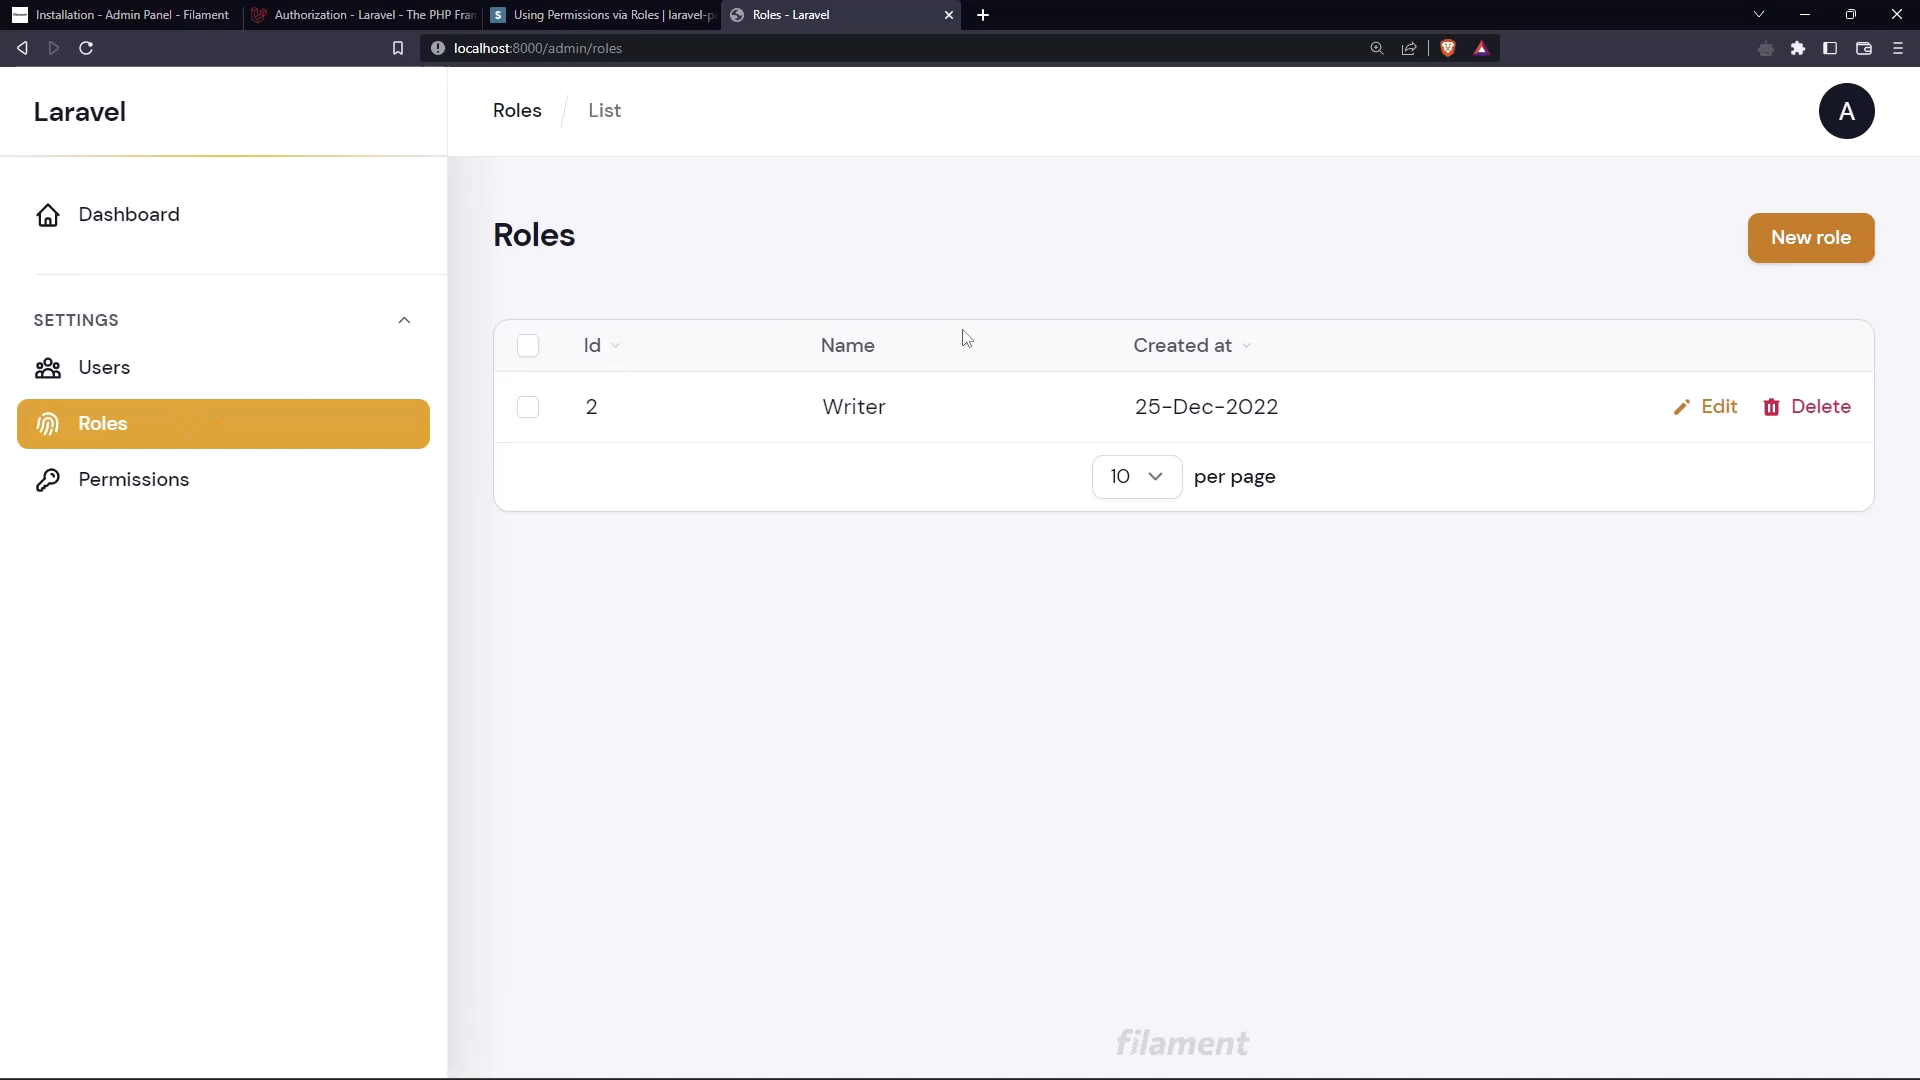 Installation - Admin Panel - Filament
Authorization - Laravel - The PHP Fran
Using Permissions via Roles | laravel-p
Roles - Laravel
localhost:8000/admin/roles
Laravel
Roles
List
A
Dashboard
Roles
New role
SETTINGS
Users
Roles
Permissions
Id
Name
Created at
2
Writer
25-Dec-2022
Edit
Delete
10
per page
filament